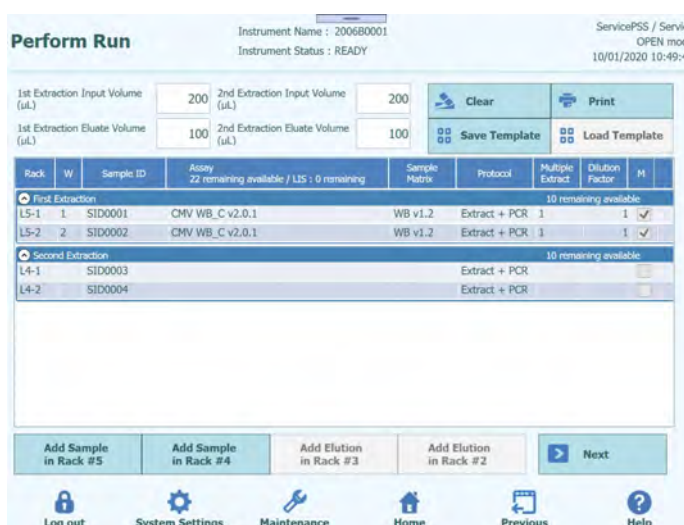 Perform Run
Instrument Name : 2006B0001
Instrument Status : READY
ServicePSS /
OPEN
10/01/2020 10:49:
1st Extraction Input Volume (µL) 200 2nd Extraction Input Volume (µL) 200 Clear Print
1st Extraction Eluate Volume (µL) 100 2nd Extraction Eluate Volume (µL) 100 Save Template Load Template
Rack W Sample ID Assay 22 remaining available / LIS : 0 remaining Sample Matrix Protocol Multiple Extract Dilution Factor M
First Extraction 10 remaining available
L5-1 1 SID0001 CMV WB_C v2.0.1 WB v1.2 Extract + PCR 1 1
L5-2 2 SID0002 CMV WB_C v2.0.1 WB v1.2 Extract + PCR 1 1
Second Extraction 10 remaining available
L4-1 SID0003 Extract + PCR
L4-2 SID0004 Extract + PCR
Add Sample in Rack #5 Add Sample in Rack #4 Add Elution in Rack #3 Add Elution in Rack #2 Next
Log out System Settings Maintenance Home Previous Help